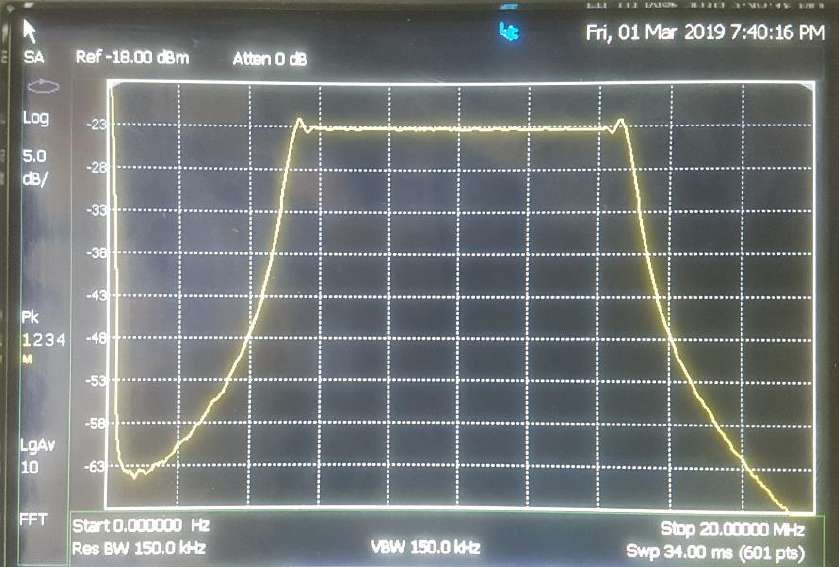 Fri, 01 Mar 2019 7:40:16 PM
SA Ref -18.00 dBm Atten 0 dB
Log
5.0
dB/
-23
-28
-33
-38
-43
-48
-53
-58
-63
Pk
1234
M
LgAv
10
FFT
Start 0.000000 Hz Stop 20.00000 MHz
Res BW 150.0 kHz VBW 150.0 kHz Swp 34.00 ms (601 pts)